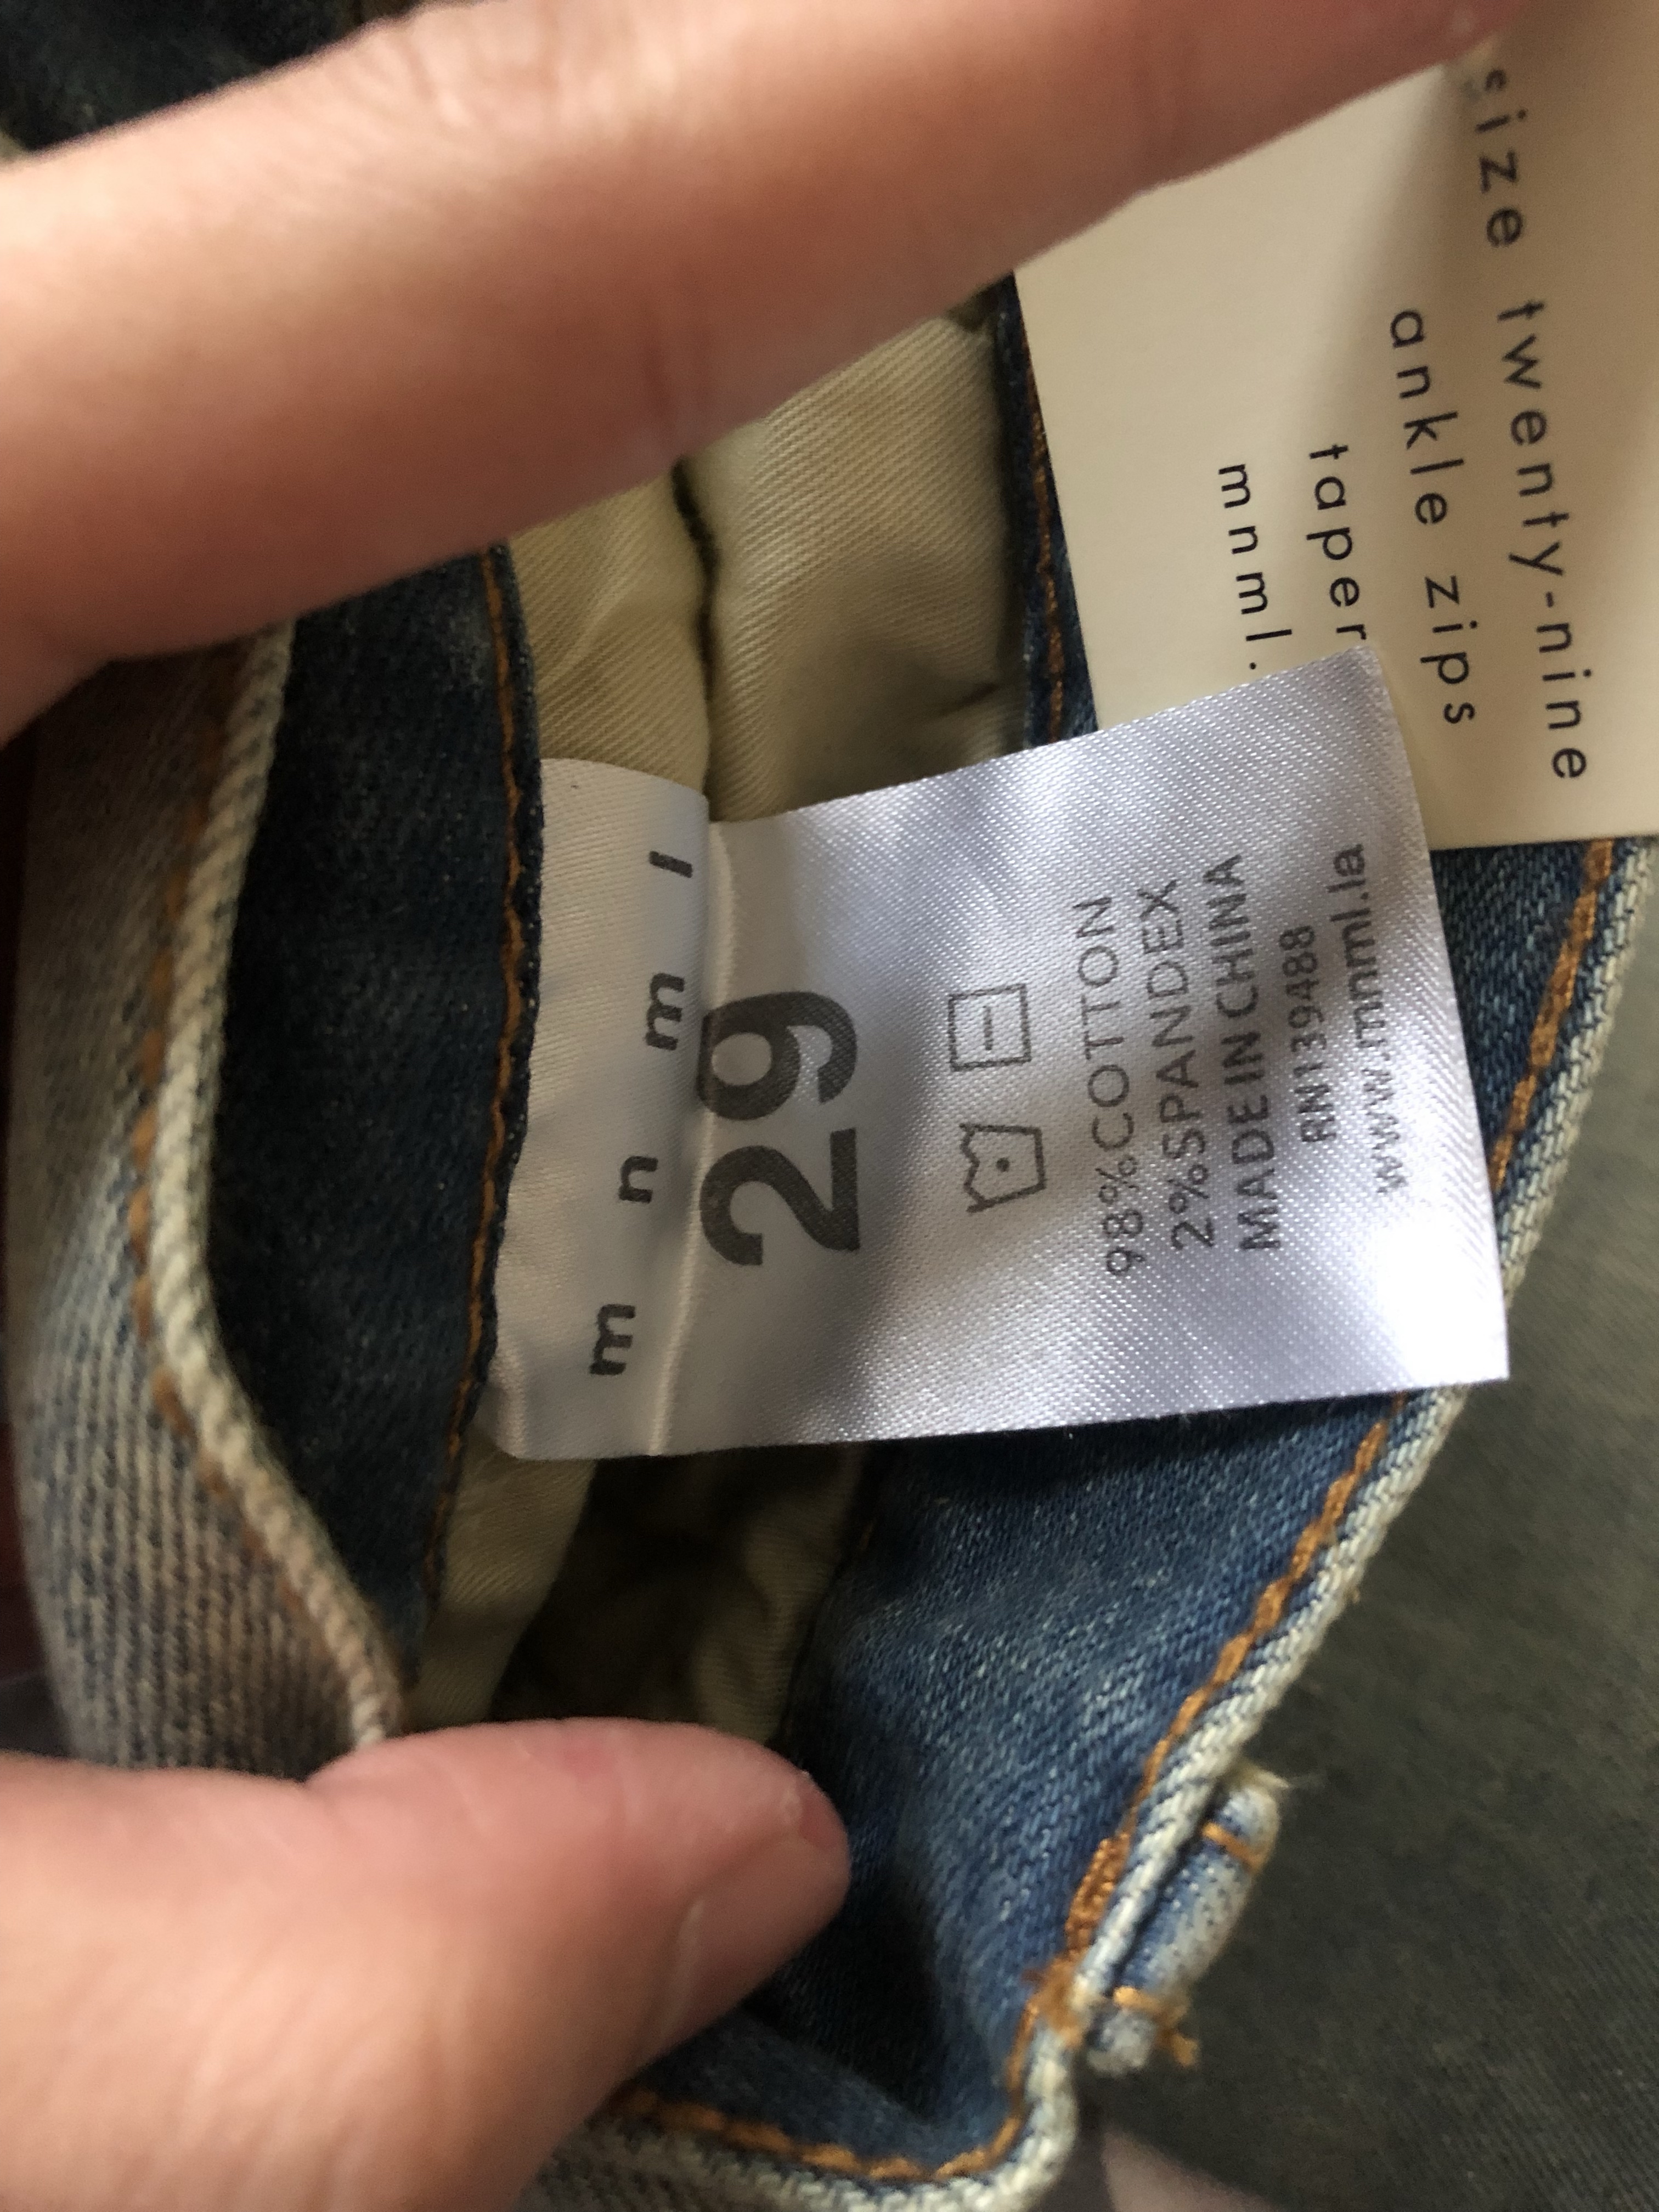 size twenty-nine
ankle zips
taper
mnml.
m n m l
29
98%COTTON
2%SPANDEX
MADE IN CHINA
RN139488
www.mnml.la